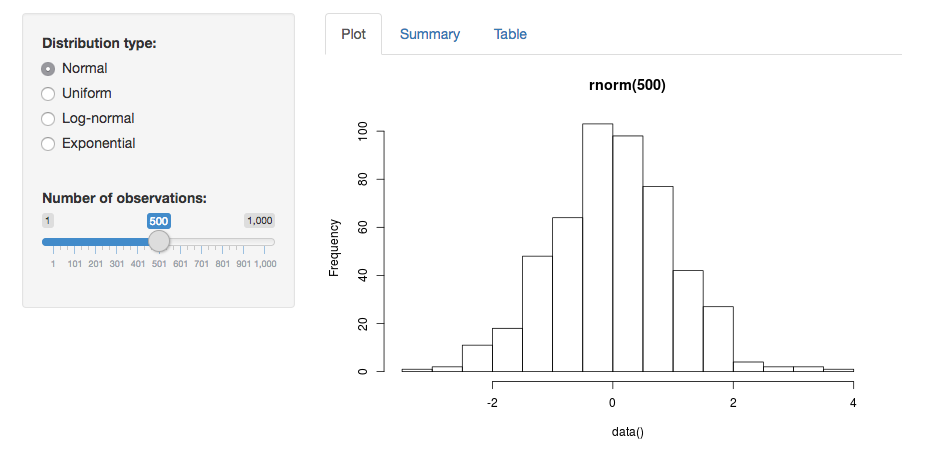 Distribution type:
Normal
Uniform
Log-normal
Exponential
Number of observations:
1 500 1,000
1 101 201 301 401 501 601 701 801 901 1,000
Plot Summary Table
rnorm(500)
Frequency
100
80
60
40
20
0
-2 0 2 4
data()